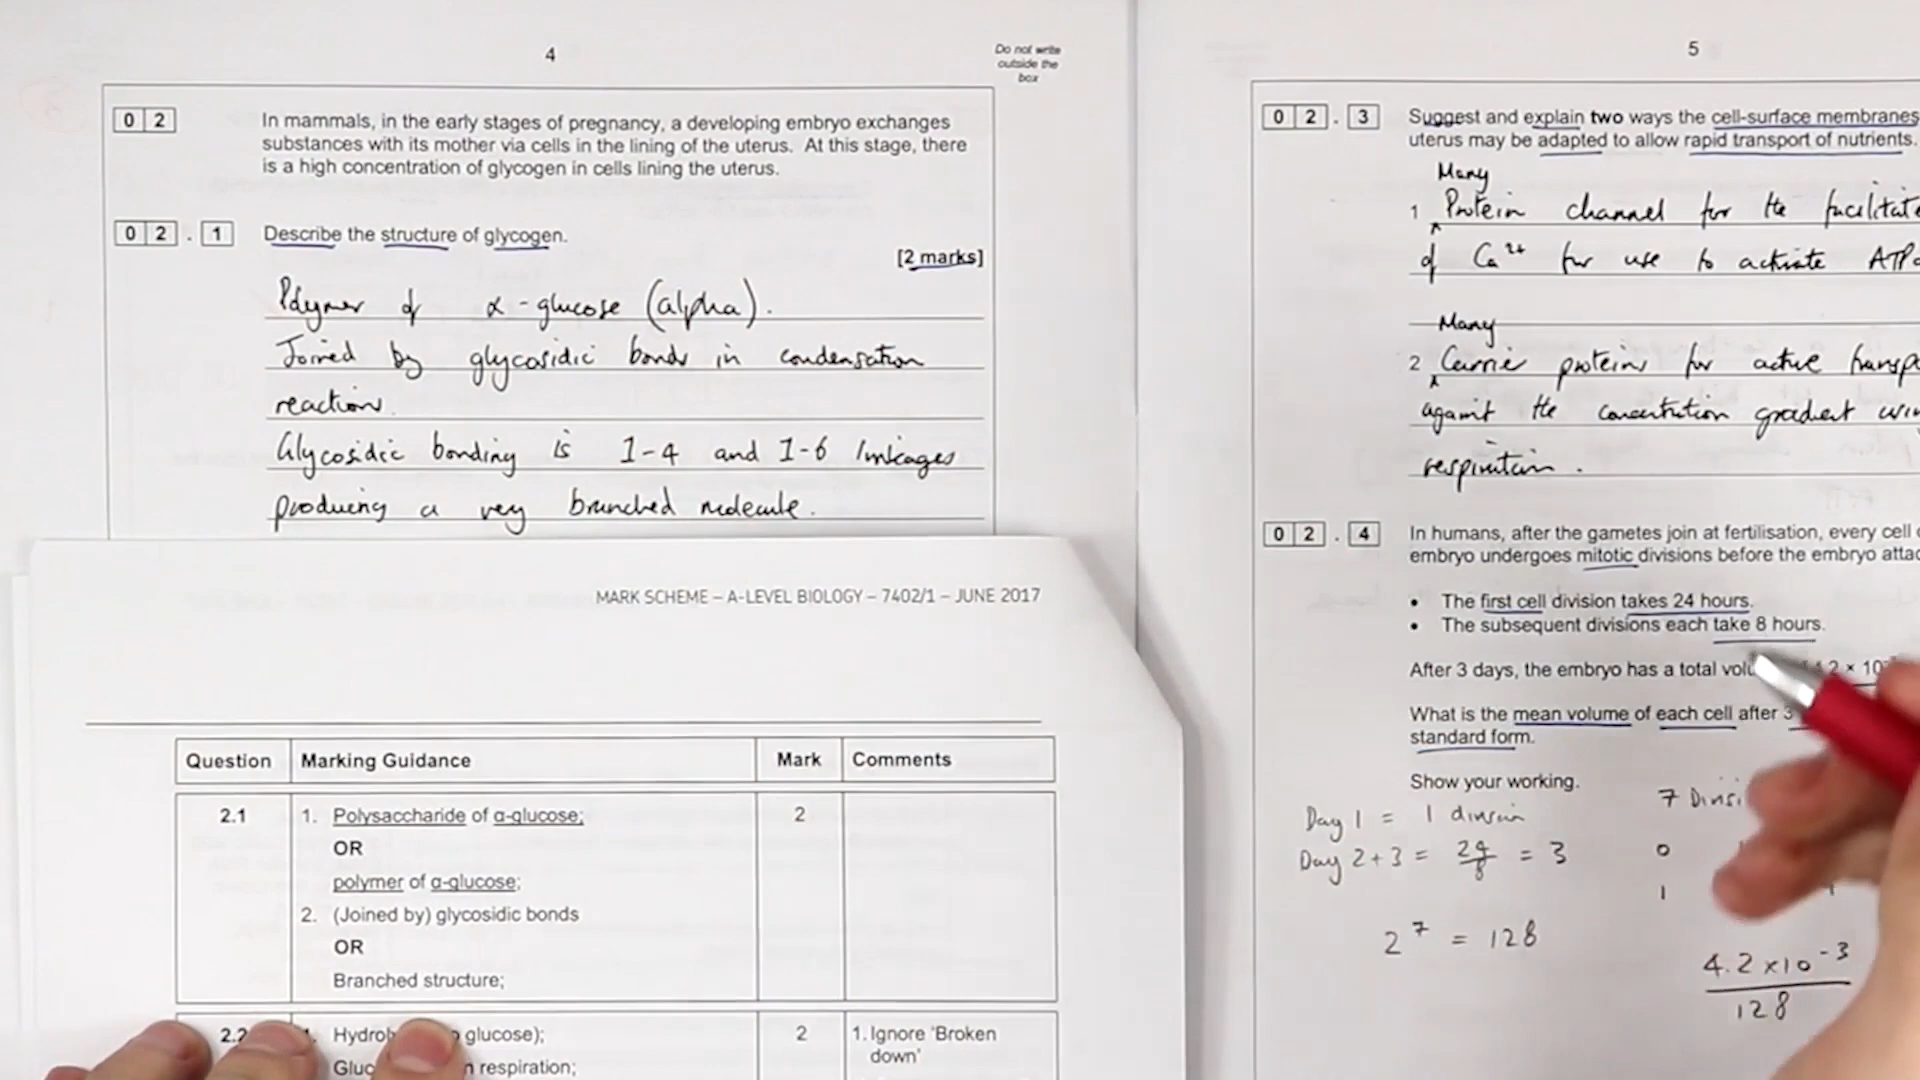 4
Do not write
outside the
box
0 2
In mammals, in the early stages of pregnancy, a developing embryo exchanges
substances with its mother via cells in the lining of the uterus. At this stage, there
is a high concentration of glycogen in cells lining the uterus.
0 2 . 1
Describe the structure of glycogen.
[2 marks]
Polymer of α-glucose (alpha).
Joined by glycosidic bonds in condensation
reaction.
Glycosidic bonding is 1-4 and 1-6 linkages
producing a very branched molecule.
MARK SCHEME – A-LEVEL BIOLOGY – 7402/1 – JUNE 2017
Question Marking Guidance Mark Comments
2.1 1. Polysaccharide of α-glucose; 2
OR
polymer of α-glucose;
2. (Joined by) glycosidic bonds
OR
Branched structure;
2.2 glucose); 2 1. Ignore 'Broken
down'
respiration;
5
0 2 . 3
Suggest and explain two ways the cell-surface membranes
uterus may be adapted to allow rapid transport of nutrients.
Many
1 Protein channel for the
of Ca2+ for use to activate
Many
2 Carrier proteins for active
against the concentration gradient
respiration.
0 2 . 4
In humans, after the gametes join at fertilisation, every cell
embryo undergoes mitotic divisions before the embryo
• The first cell division takes 24 hours.
• The subsequent divisions each take 8 hours.
After 3 days, the embryo has a total
What is the mean volume of each cell after 3
standard form.
Show your working.
Day 1 = 1 division
Day 2+3 = 24/8 = 3
2^7 = 128
7
0
1
4.2 x10^-3
128